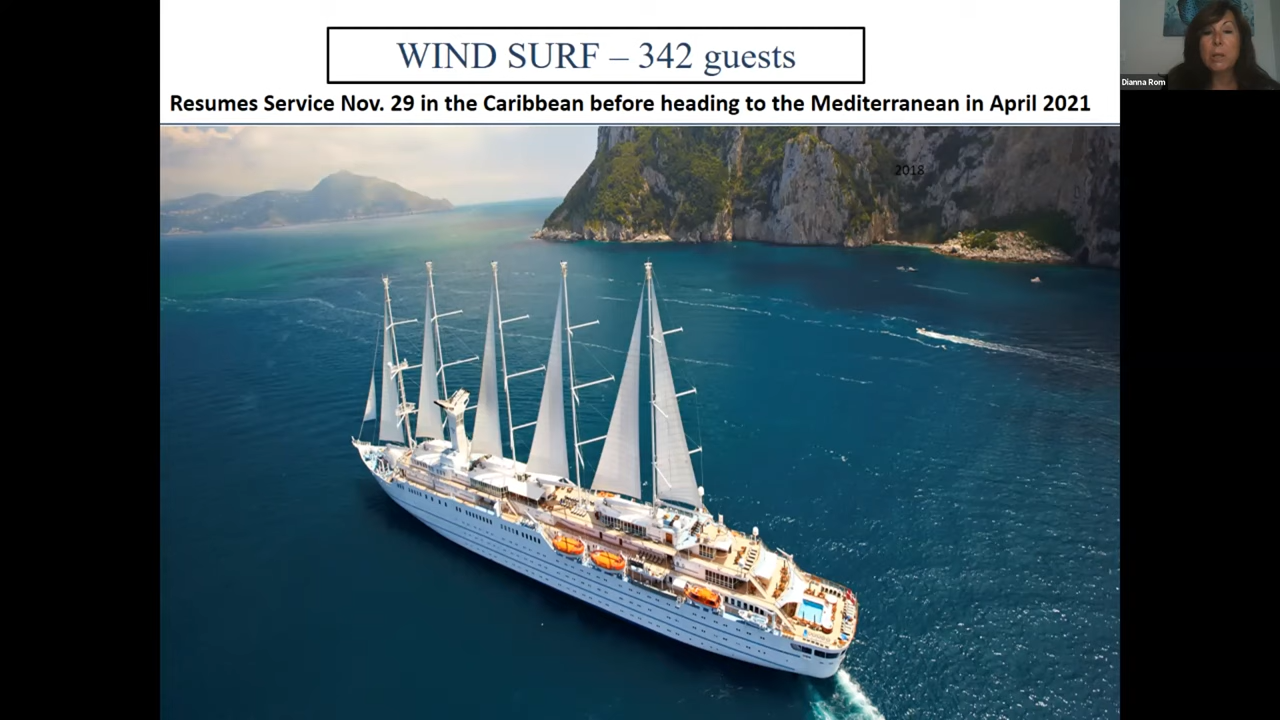 WIND SURF – 342 guests
Resumes Service Nov. 29 in the Caribbean before heading to the Mediterranean in April 2021
2018
Dianna Rom